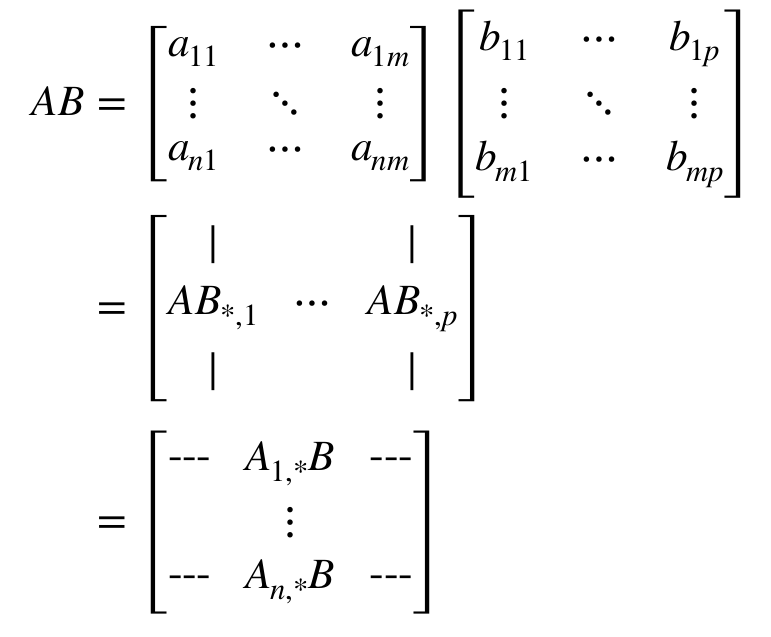 AB = [a_{11} ⋯ a_{1m} ; ⋮ ⋱ ⋮ ; a_{n1} ⋯ a_{nm}] [b_{11} ⋯ b_{1p} ; ⋮ ⋱ ⋮ ; b_{m1} ⋯ b_{mp}]
= [| | ; AB_{*,1} ⋯ AB_{*,p} ; | |]
= [--- A_{1,*}B --- ; ⋮ ; --- A_{n,*}B ---]